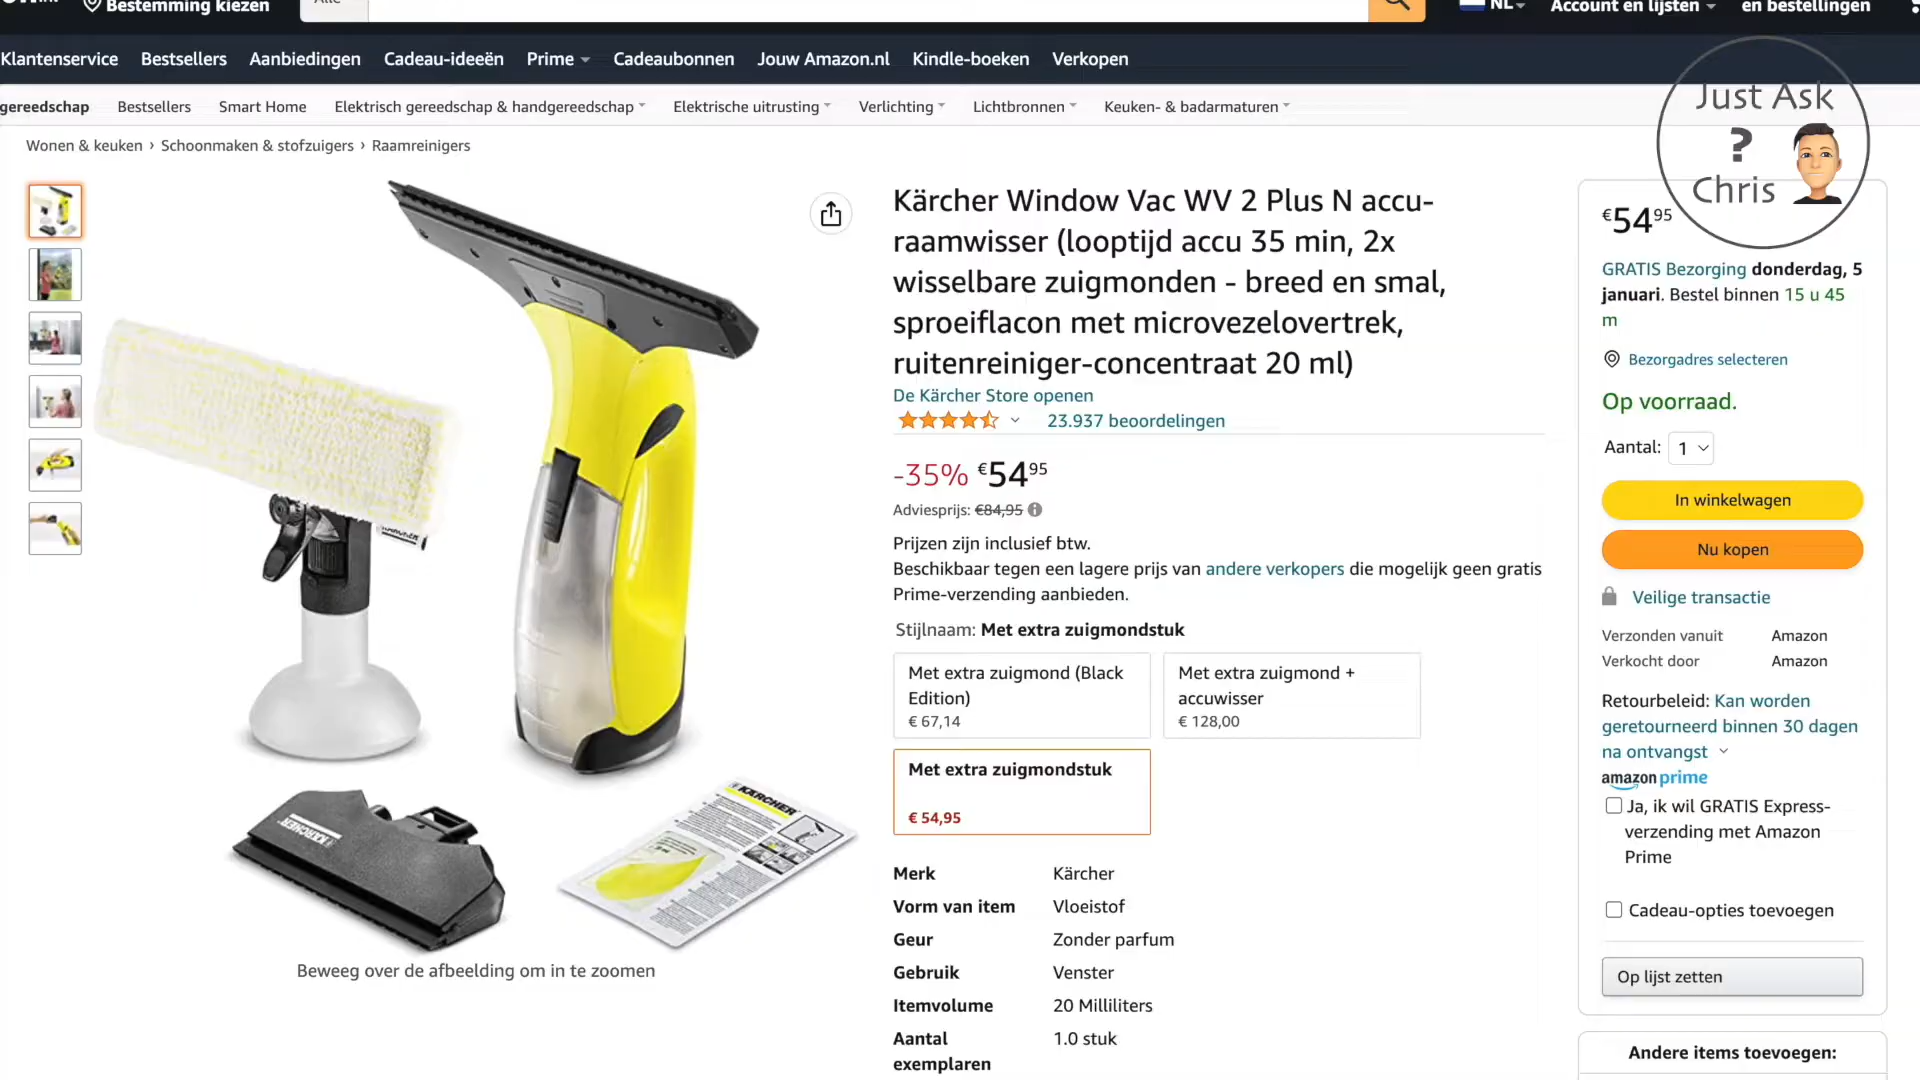 Bestemming kiezen
NL
Account en lijsten
en bestellingen
Klantenservice Bestsellers Aanbiedingen Cadeau-ideeën Prime Cadeaubonnen Jouw Amazon.nl Kindle-boeken Verkopen
gereedschap Bestsellers Smart Home Elektrisch gereedschap & handgereedschap Elektrische uitrusting Verlichting Lichtbronnen Keuken- & badarmaturen
Just Ask
?
Chris
Wonen & keuken › Schoonmaken & stofzuigers › Raamreinigers
KÄRCHER
KÄRCHER
Beweeg over de afbeelding om in te zoomen
Kärcher Window Vac WV 2 Plus N accu-
raamwisser (looptijd accu 35 min, 2x
wisselbare zuigmonden - breed en smal,
sproeiflacon met microvezelovertrek,
ruitenreiniger-concentraat 20 ml)
De Kärcher Store openen
23.937 beoordelingen
-35% €5495
Adviesprijs: €84,95
Prijzen zijn inclusief btw.
Beschikbaar tegen een lagere prijs van andere verkopers die mogelijk geen gratis
Prime-verzending aanbieden.
Stijlnaam: Met extra zuigmondstuk
Met extra zuigmond (Black
Edition)
€ 67,14
Met extra zuigmond +
accuwisser
€ 128,00
Met extra zuigmondstuk
€ 54,95
Merk Kärcher
Vorm van item Vloeistof
Geur Zonder parfum
Gebruik Venster
Itemvolume 20 Milliliters
Aantal 1.0 stuk
exemplaren
€5495
GRATIS Bezorging donderdag, 5
januari. Bestel binnen 15 u 45
m
Bezorgadres selecteren
Op voorraad.
Aantal: 1
In winkelwagen
Nu kopen
Veilige transactie
Verzonden vanuit Amazon
Verkocht door Amazon
Retourbeleid: Kan worden
geretourneerd binnen 30 dagen
na ontvangst
amazon prime
Ja, ik wil GRATIS Express-
verzending met Amazon
Prime
Cadeau-opties toevoegen
Op lijst zetten
Andere items toevoegen: